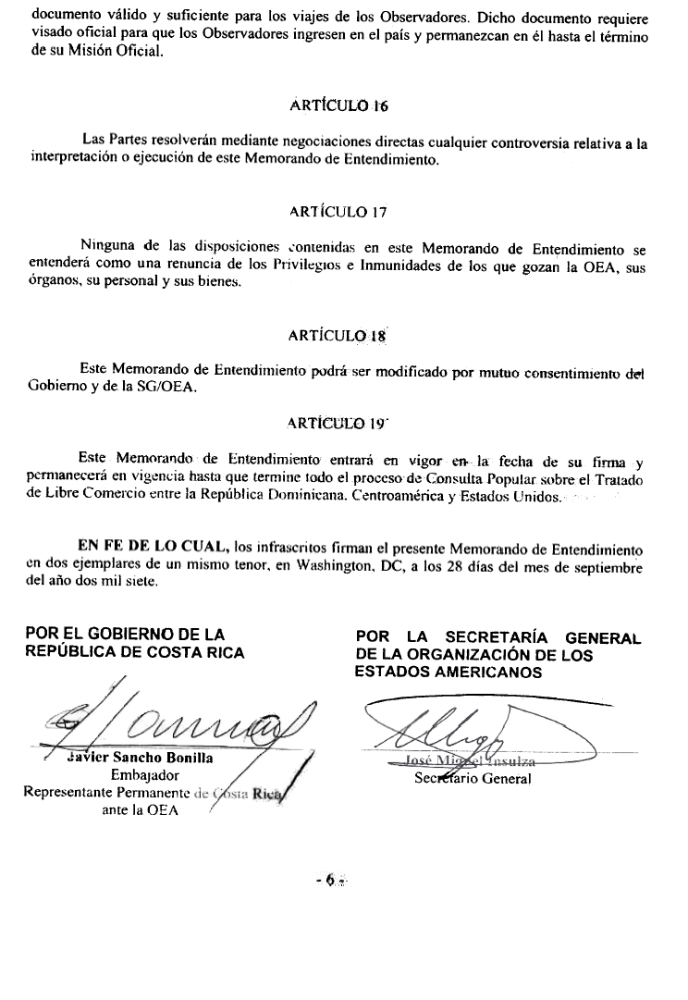 documento válido y suficiente para los viajes de los Observadores. Dicho documento requiere
visado oficial para que los Observadores ingresen en el país y permanezcan en él hasta el término
de su Misión Oficial.
ARTÍCULO 16
Las Partes resolverán mediante negociaciones directas cualquier controversia relativa a la
interpretación o ejecución de este Memorando de Entendimiento.
ARTÍCULO 17
Ninguna de las disposiciones contenidas en este Memorando de Entendimiento se
entenderá como una renuncia de los Privilegios e Inmunidades de los que gozan la OEA, sus
órganos, su personal y sus bienes.
ARTÍCULO 18
Este Memorando de Entendimiento podrá ser modificado por mutuo consentimiento del
Gobierno y de la SG/OEA.
ARTÍCULO 19
Este Memorando de Entendimiento entrará en vigor en la fecha de su firma y
permanecerá en vigencia hasta que termine todo el proceso de Consulta Popular sobre el Tratado
de Libre Comercio entre la República Dominicana. Centroamérica y Estados Unidos.
EN FE DE LO CUAL, los infrascritos firman el presente Memorando de Entendimiento
en dos ejemplares de un mismo tenor, en Washington, DC, a los 28 días del mes de septiembre
del año dos mil siete.
POR EL GOBIERNO DE LA
REPÚBLICA DE COSTA RICA
Javier Sancho Bonilla
Embajador
Representante Permanente de Costa Rica
ante la OEA
POR LA SECRETARÍA GENERAL
DE LA ORGANIZACIÓN DE LOS
ESTADOS AMERICANOS
José Miguel Insulza
Secretario General
- 6 -